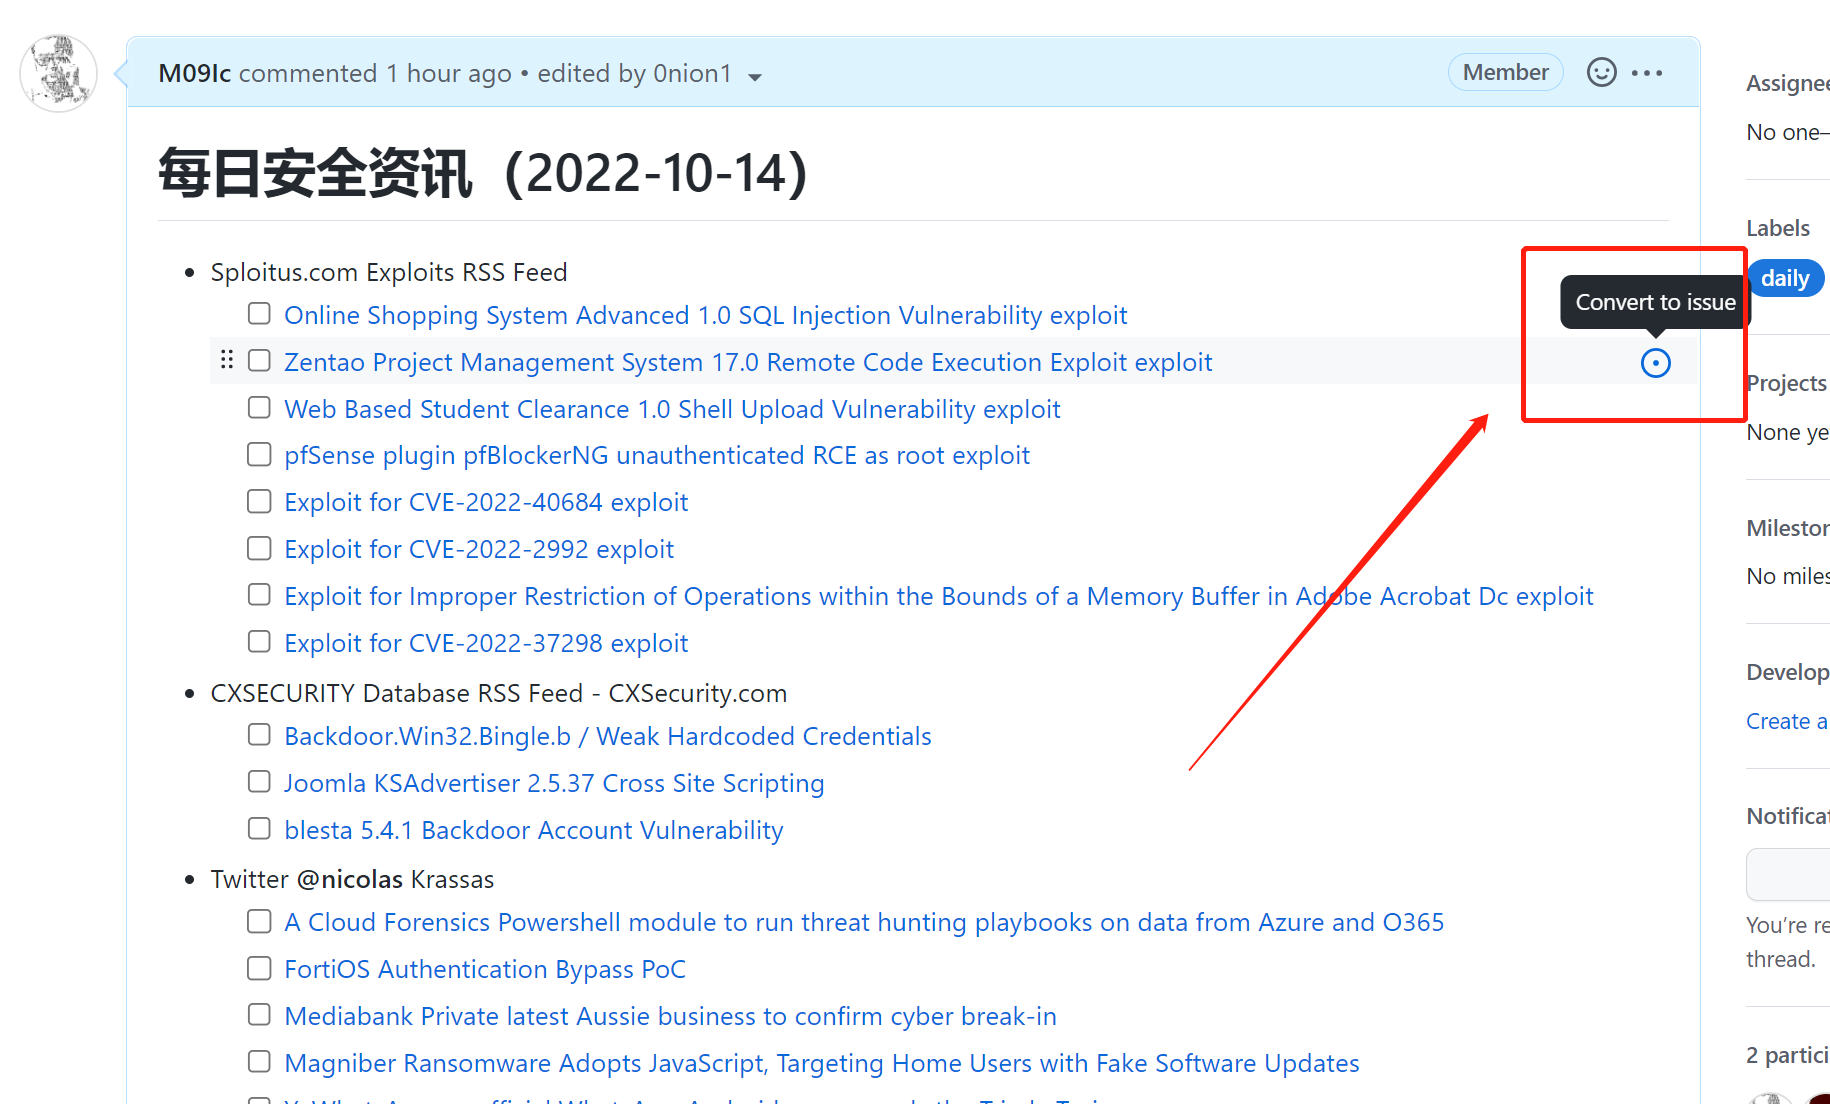 M09Ic commented 1 hour ago • edited by 0nion1
Member
每日安全资讯（2022-10-14）
Sploitus.com Exploits RSS Feed
Online Shopping System Advanced 1.0 SQL Injection Vulnerability exploit
Zentao Project Management System 17.0 Remote Code Execution Exploit exploit
Web Based Student Clearance 1.0 Shell Upload Vulnerability exploit
pfSense plugin pfBlockerNG unauthenticated RCE as root exploit
Exploit for CVE-2022-40684 exploit
Exploit for CVE-2022-2992 exploit
Exploit for Improper Restriction of Operations within the Bounds of a Memory Buffer in Adobe Acrobat Dc exploit
Exploit for CVE-2022-37298 exploit
CXSECURITY Database RSS Feed - CXSecurity.com
Backdoor.Win32.Bingle.b / Weak Hardcoded Credentials
Joomla KSAdvertiser 2.5.37 Cross Site Scripting
blesta 5.4.1 Backdoor Account Vulnerability
Twitter @nicolas Krassas
A Cloud Forensics Powershell module to run threat hunting playbooks on data from Azure and O365
FortiOS Authentication Bypass PoC
Mediabank Private latest Aussie business to confirm cyber break-in
Magniber Ransomware Adopts JavaScript, Targeting Home Users with Fake Software Updates
Convert to issue
Assignee
No one—
Labels
daily
Projects
None ye
Mileston
No miles
Develop
Create a
Notificat
You're re
thread.
2 partici